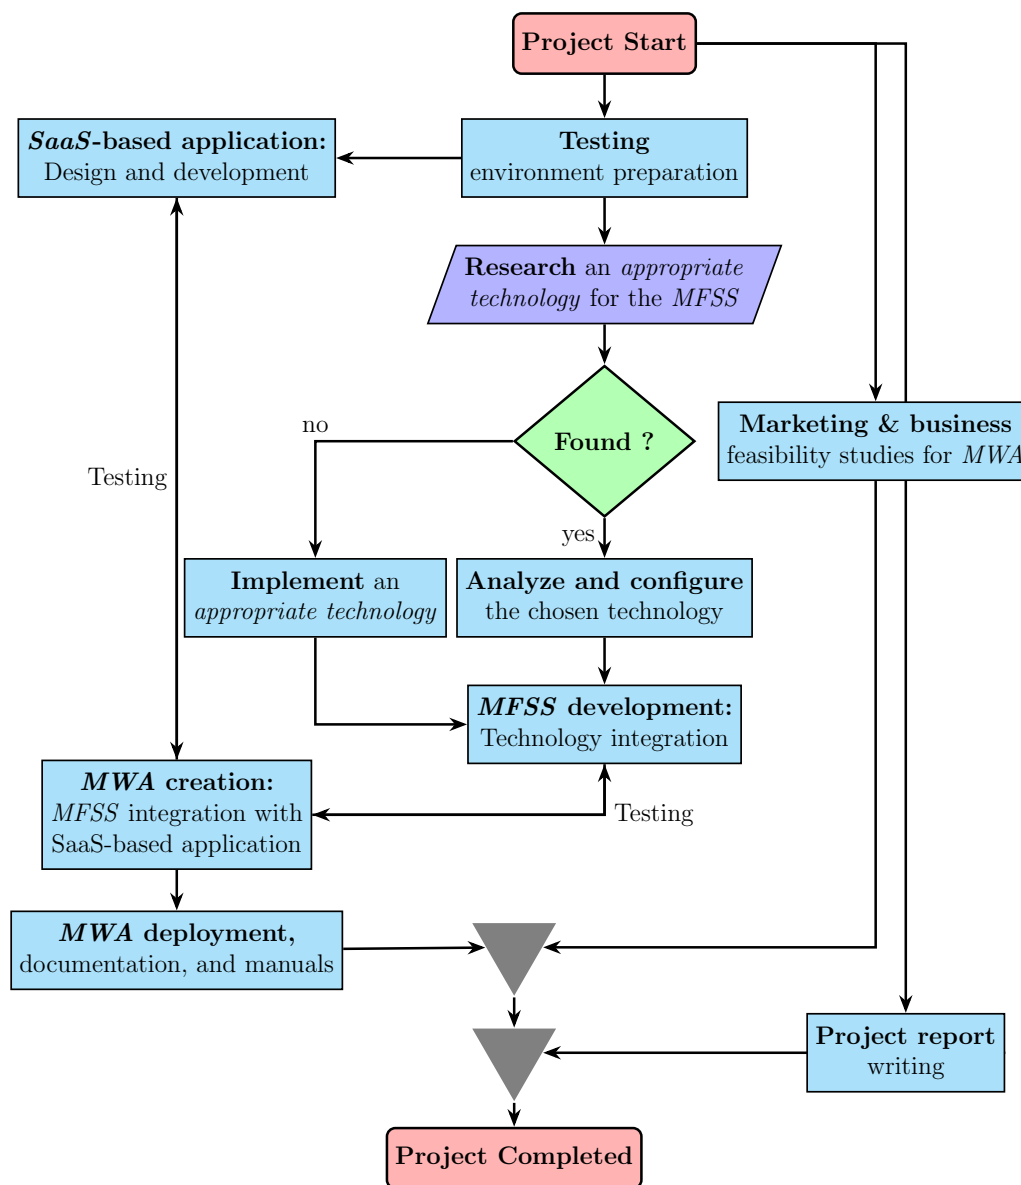 Project Start
SaaS-based application:
Design and development
Testing
environment preparation
Research an appropriate
technology for the MFSS
Marketing & business
feasibility studies for MWA
no
Found ?
Testing
yes
Implement an
appropriate technology
Analyze and configure
the chosen technology
MFSS development:
Technology integration
MWA creation:
MFSS integration with
SaaS-based application
Testing
MWA deployment,
documentation, and manuals
Project report
writing
Project Completed